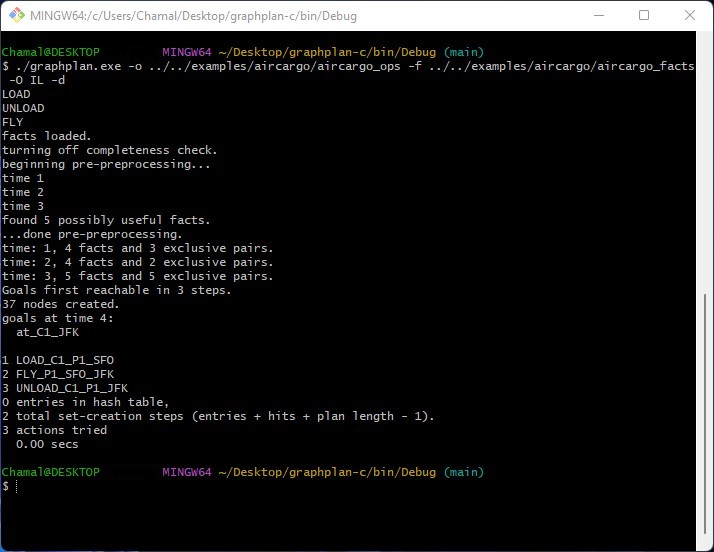 MINGW64:/c/Users/Chamal/Desktop/graphplan-c/bin/Debug
Chamal@DESKTOP MINGW64 ~/Desktop/graphplan-c/bin/Debug (main)
$ ./graphplan.exe -o ../../examples/aircargo/aircargo_ops -f ../../examples/aircargo/aircargo_facts
-O IL -d
LOAD
UNLOAD
FLY
facts loaded.
turning off completeness check.
beginning pre-preprocessing...
time 1
time 2
time 3
found 5 possibly useful facts.
...done pre-preprocessing.
time: 1, 4 facts and 3 exclusive pairs.
time: 2, 4 facts and 2 exclusive pairs.
time: 3, 5 facts and 5 exclusive pairs.
Goals first reachable in 3 steps.
37 nodes created.
goals at time 4:
at_C1_JFK
1 LOAD_C1_P1_SFO
2 FLY_P1_SFO_JFK
3 UNLOAD_C1_P1_JFK
0 entries in hash table,
2 total set-creation steps (entries + hits + plan length - 1).
3 actions tried
0.00 secs
Chamal@DESKTOP MINGW64 ~/Desktop/graphplan-c/bin/Debug (main)
$